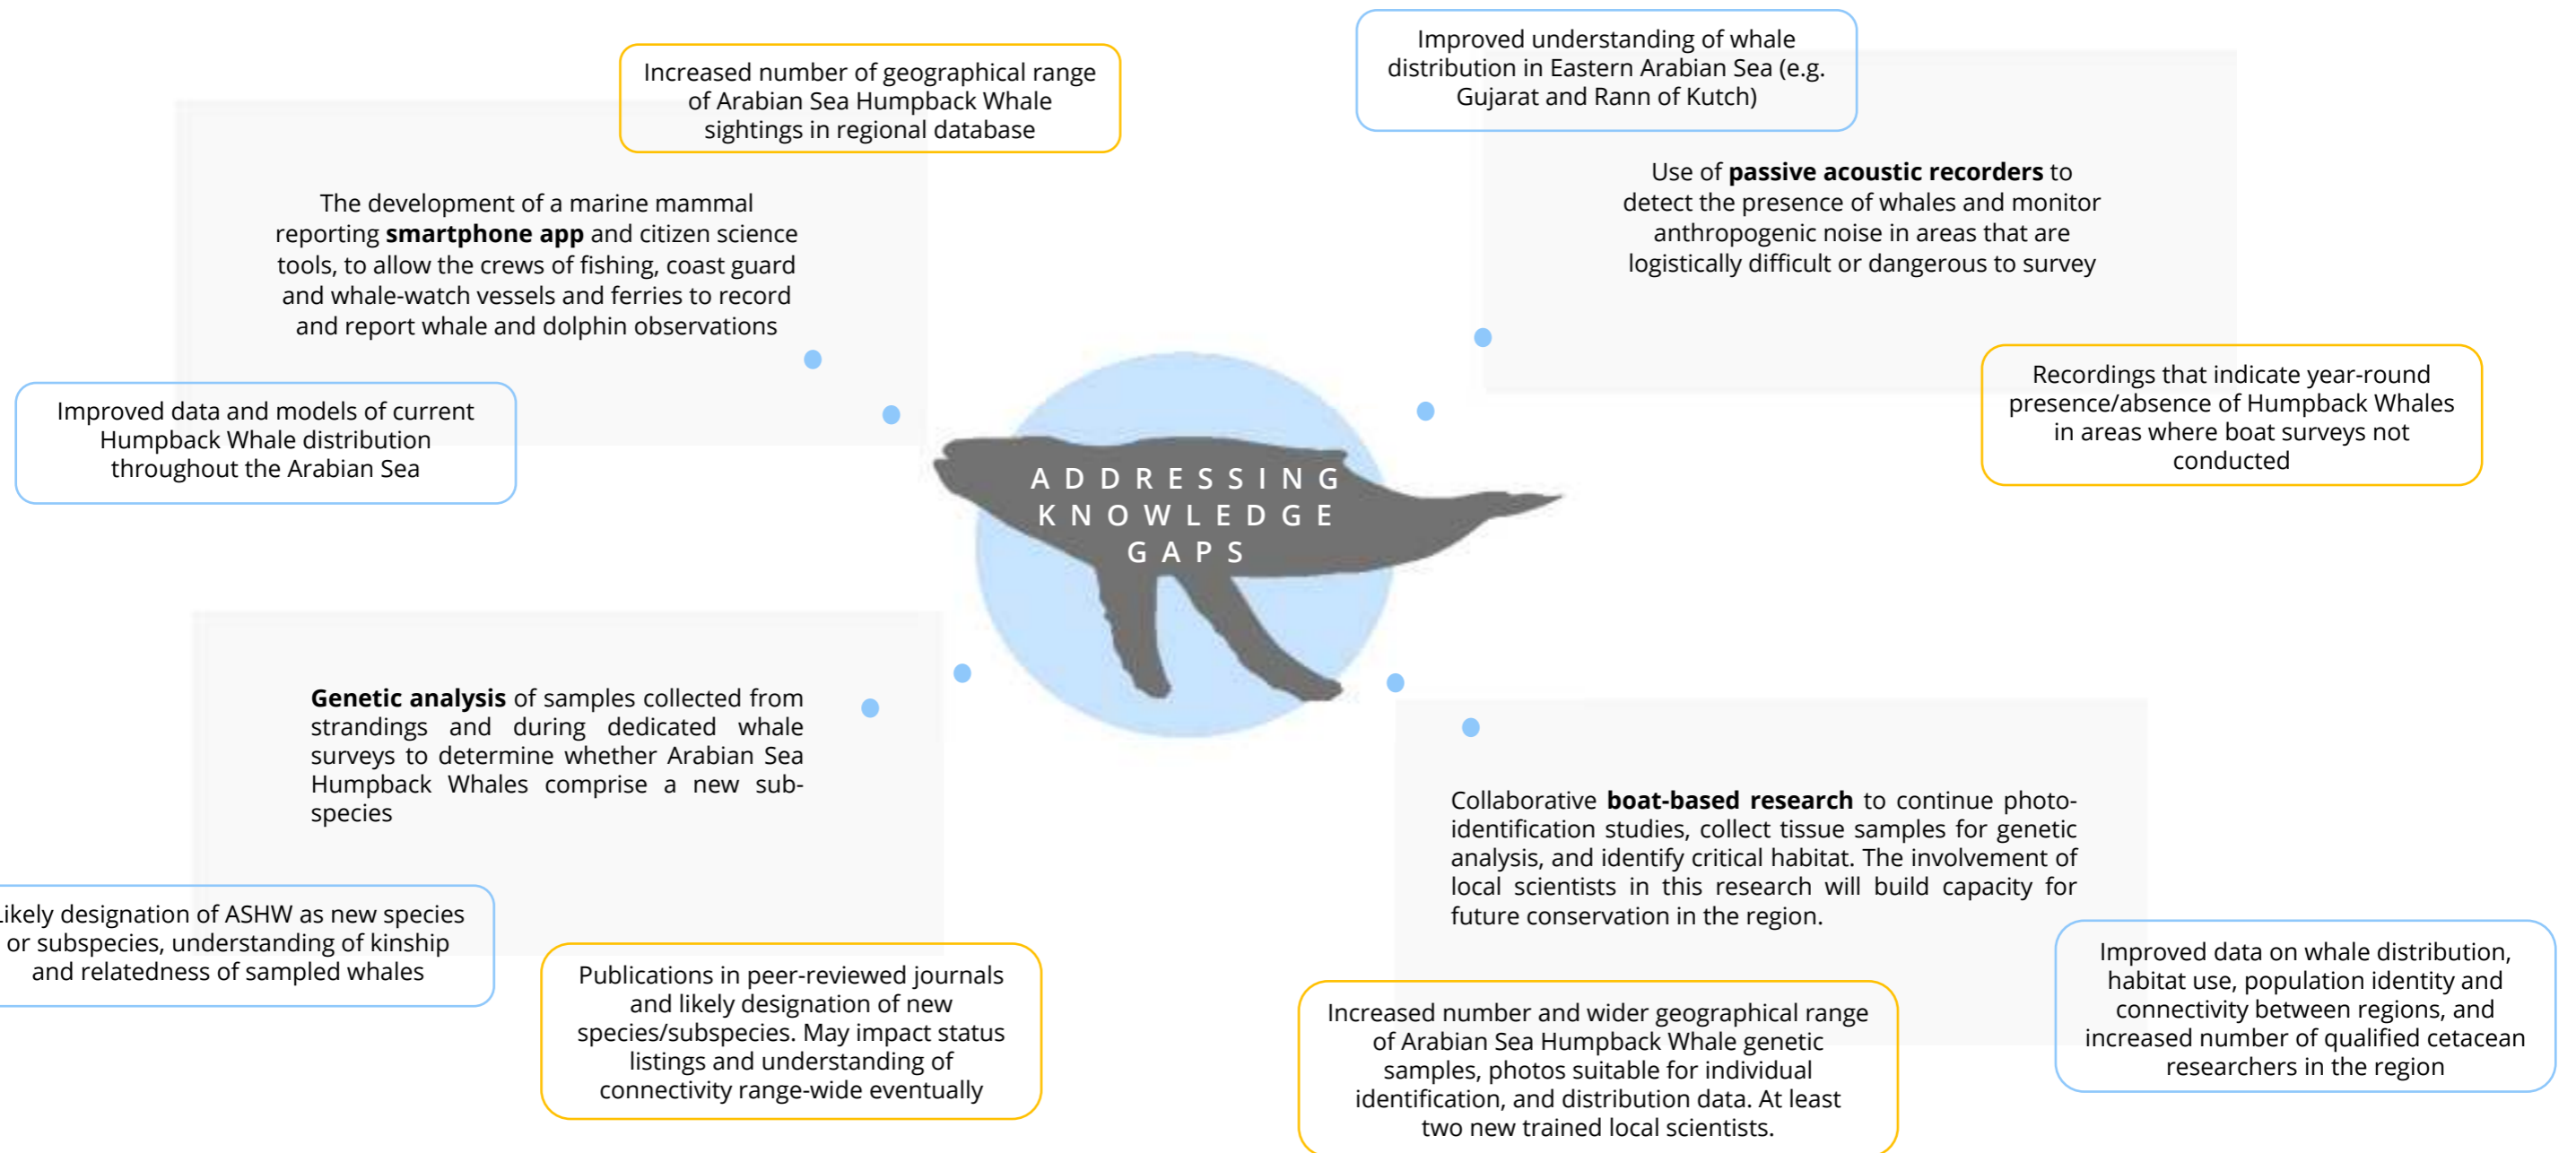 Increased number of geographical range
of Arabian Sea Humpback Whale
sightings in regional database
The development of a marine mammal
reporting smartphone app and citizen science
tools, to allow the crews of fishing, coast guard
and whale-watch vessels and ferries to record
and report whale and dolphin observations
Improved data and models of current
Humpback Whale distribution
throughout the Arabian Sea
Improved understanding of whale
distribution in Eastern Arabian Sea (e.g.
Gujarat and Rann of Kutch)
Use of passive acoustic recorders to
detect the presence of whales and monitor
anthropogenic noise in areas that are
logistically difficult or dangerous to survey
Recordings that indicate year-round
presence/absence of Humpback Whales
in areas where boat surveys not
conducted
ADDRESSING
KNOWLEDGE
GAPS
Genetic analysis of samples collected from
strandings and during dedicated whale
surveys to determine whether Arabian Sea
Humpback Whales comprise a new sub-
species
Likely designation of ASHW as new species
or subspecies, understanding of kinship
and relatedness of sampled whales
Publications in peer-reviewed journals
and likely designation of new
species/subspecies. May impact status
listings and understanding of
connectivity range-wide eventually
Collaborative boat-based research to continue photo-
identification studies, collect tissue samples for genetic
analysis, and identify critical habitat. The involvement of
local scientists in this research will build capacity for
future conservation in the region.
Increased number and wider geographical range
of Arabian Sea Humpback Whale genetic
samples, photos suitable for individual
identification, and distribution data. At least
two new trained local scientists.
Improved data on whale distribution,
habitat use, population identity and
connectivity between regions, and
increased number of qualified cetacean
researchers in the region